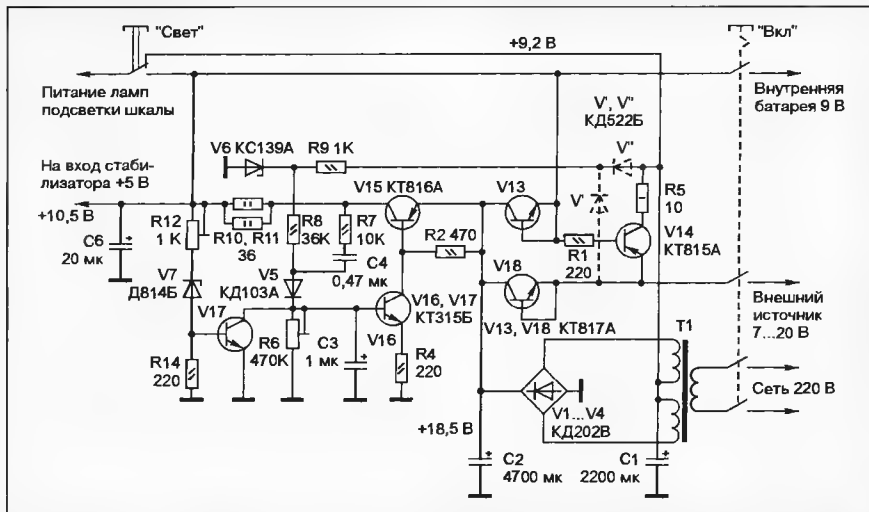 "Свет"
"Вкл"
+9,2 В
Питание ламп
подсветки шкалы
Внутренняя
батарея 9 В
V', V"
КД522Б
V6 КС139А
R9 1К
V"
На вход стаби-
лизатора +5 В
V15 КТ816А
V13
V'
R5
10
+10,5 В
R12
1 К
R10, R11
36
R8
36К
R7
10К
R2 470
V14
КТ815А
C6
20 мк
C4
0,47 мк
R1
220
V18
V7
Д814Б
V5
КД103А
V16, V17
КТ315Б
Внешний
источник
7...20 В
V17
V13, V18
КТ817А
T1
R6
470К
C3
1 мк
V16
R4
220
R14
220
Сеть 220 В
V1...V4
КД202В
+18,5 В
C2
4700 мк
C1
2200 мк